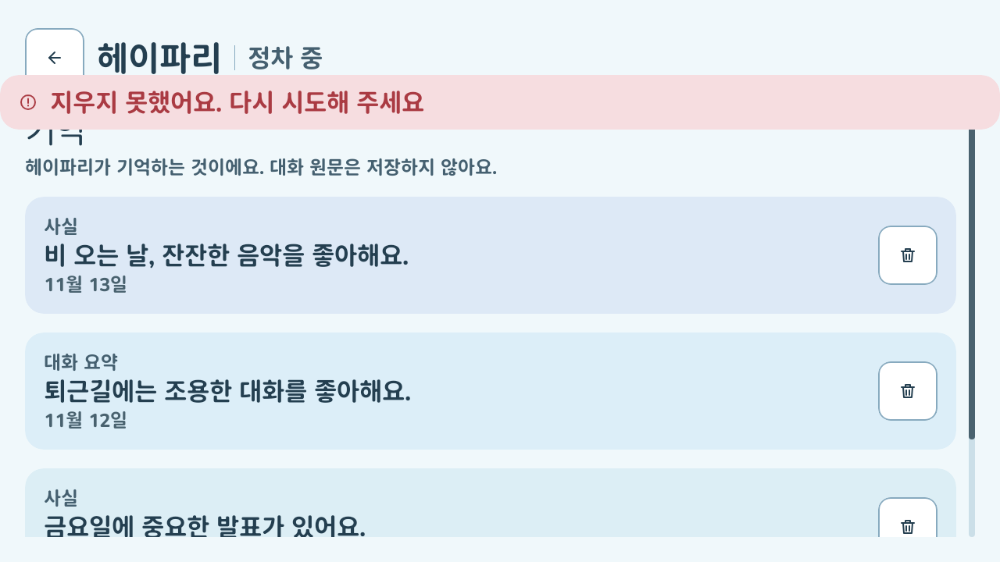 헤이파리
정차 중
지우지 못했어요. 다시 시도해 주세요
기억
헤이파리가 기억하는 것이에요. 대화 원문은 저장하지 않아요.
사실
비 오는 날, 잔잔한 음악을 좋아해요.
11월 13일
대화 요약
퇴근길에는 조용한 대화를 좋아해요.
11월 12일
사실
금요일에 중요한 발표가 있어요.